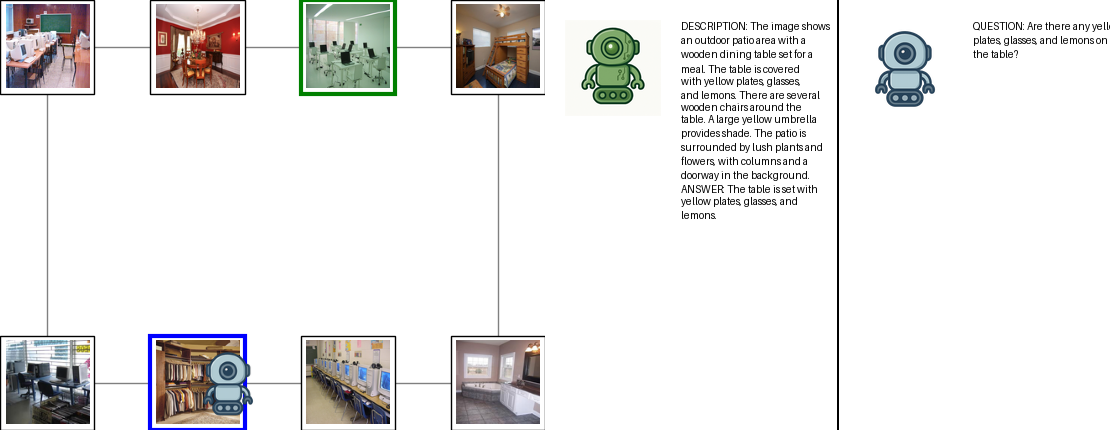 DESCRIPTION: The image shows
an outdoor patio area with a
wooden dining table set for a
meal. The table is covered
with yellow plates, glasses,
and lemons. There are several
wooden chairs around the
table. A large yellow umbrella
provides shade. The patio is
surrounded by lush plants and
flowers, with columns and a
doorway in the background.
ANSWER: The table is set with
yellow plates, glasses, and
lemons.
QUESTION: Are there any
plates, glasses, and lemons on
the table?